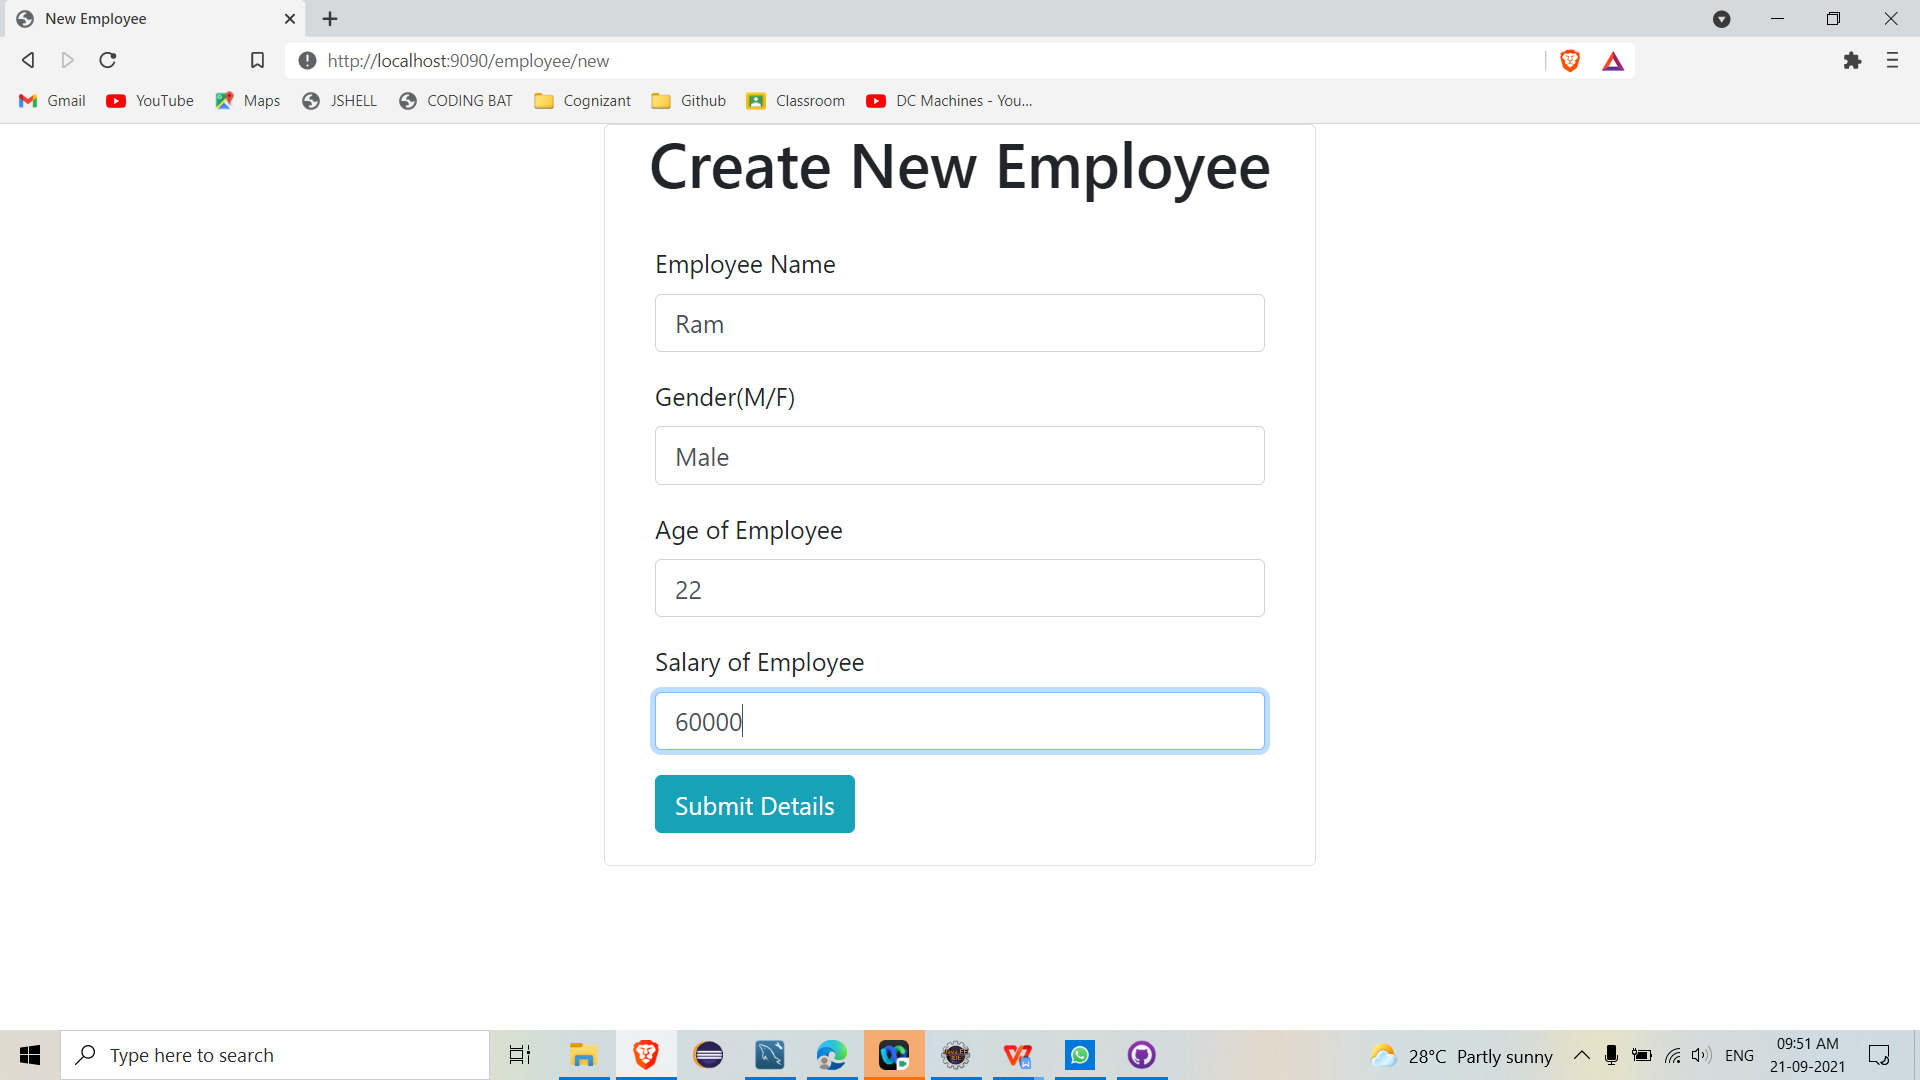 New Employee
http://localhost:9090/employee/new
Gmail YouTube Maps JSHELL CODING BAT Cognizant Github Classroom DC Machines - You...
Create New Employee
Employee Name
Ram
Gender(M/F)
Male
Age of Employee
22
Salary of Employee
60000
Submit Details
Type here to search
28°C Partly sunny
ENG
09:51 AM
21-09-2021